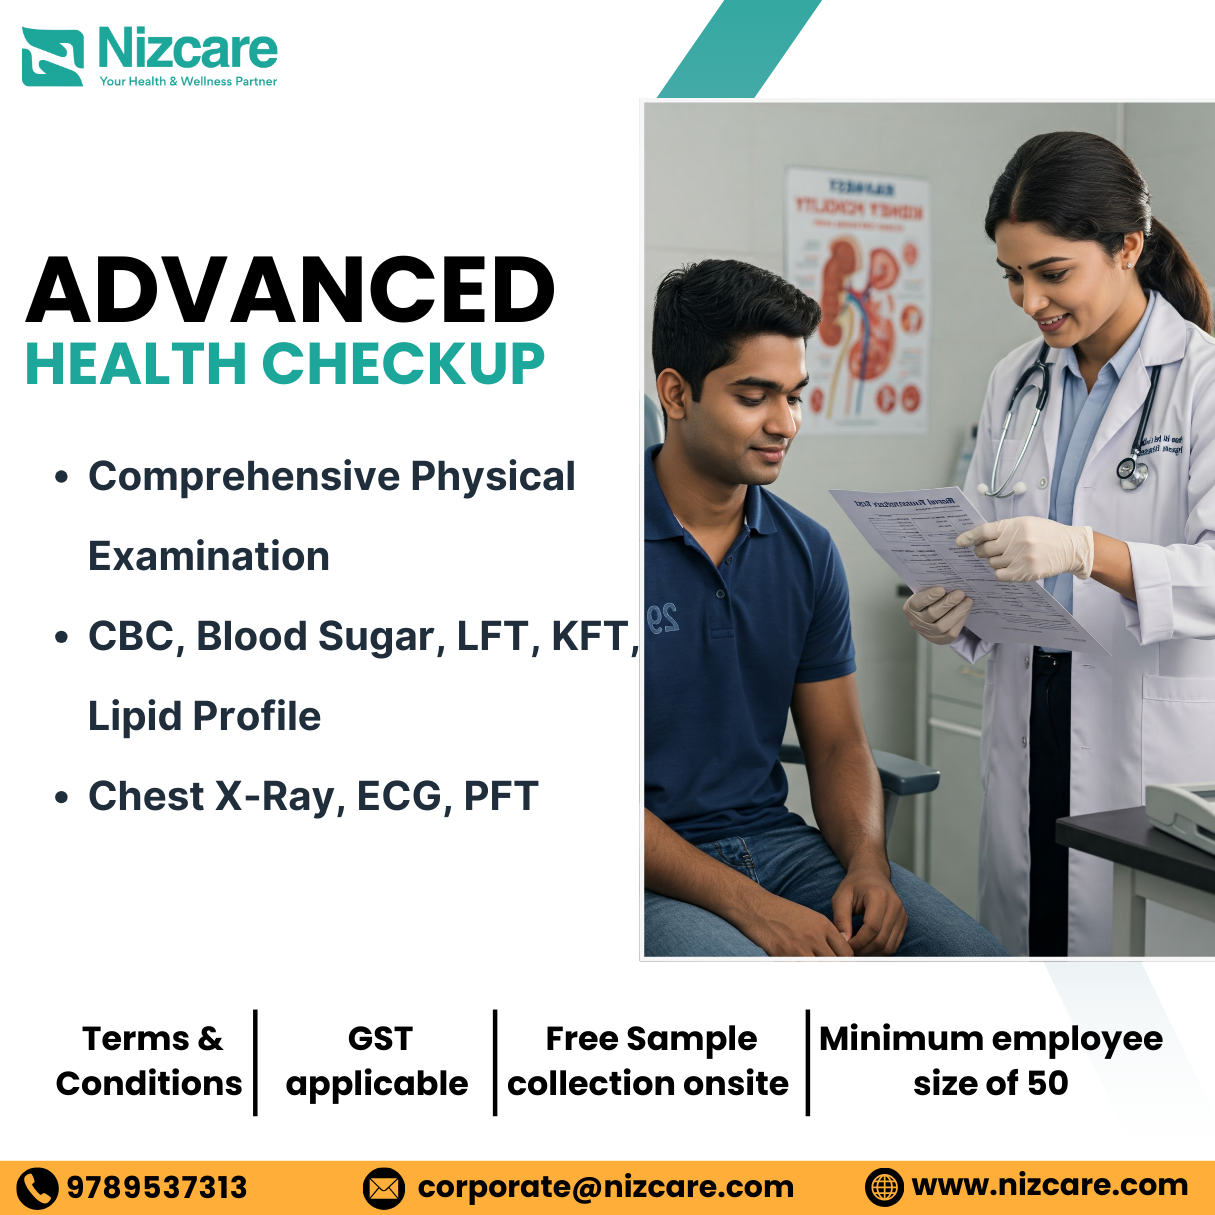 Nizcare
Your Health & Wellness Partner
ADVANCED
HEALTH CHECKUP
• Comprehensive Physical
Examination
• CBC, Blood Sugar, LFT, KFT,
Lipid Profile
• Chest X-Ray, ECG, PFT
29
Terms &
Conditions
GST
applicable
Free Sample
collection onsite
Minimum employee
size of 50
9789537313
corporate@nizcare.com
www.nizcare.com